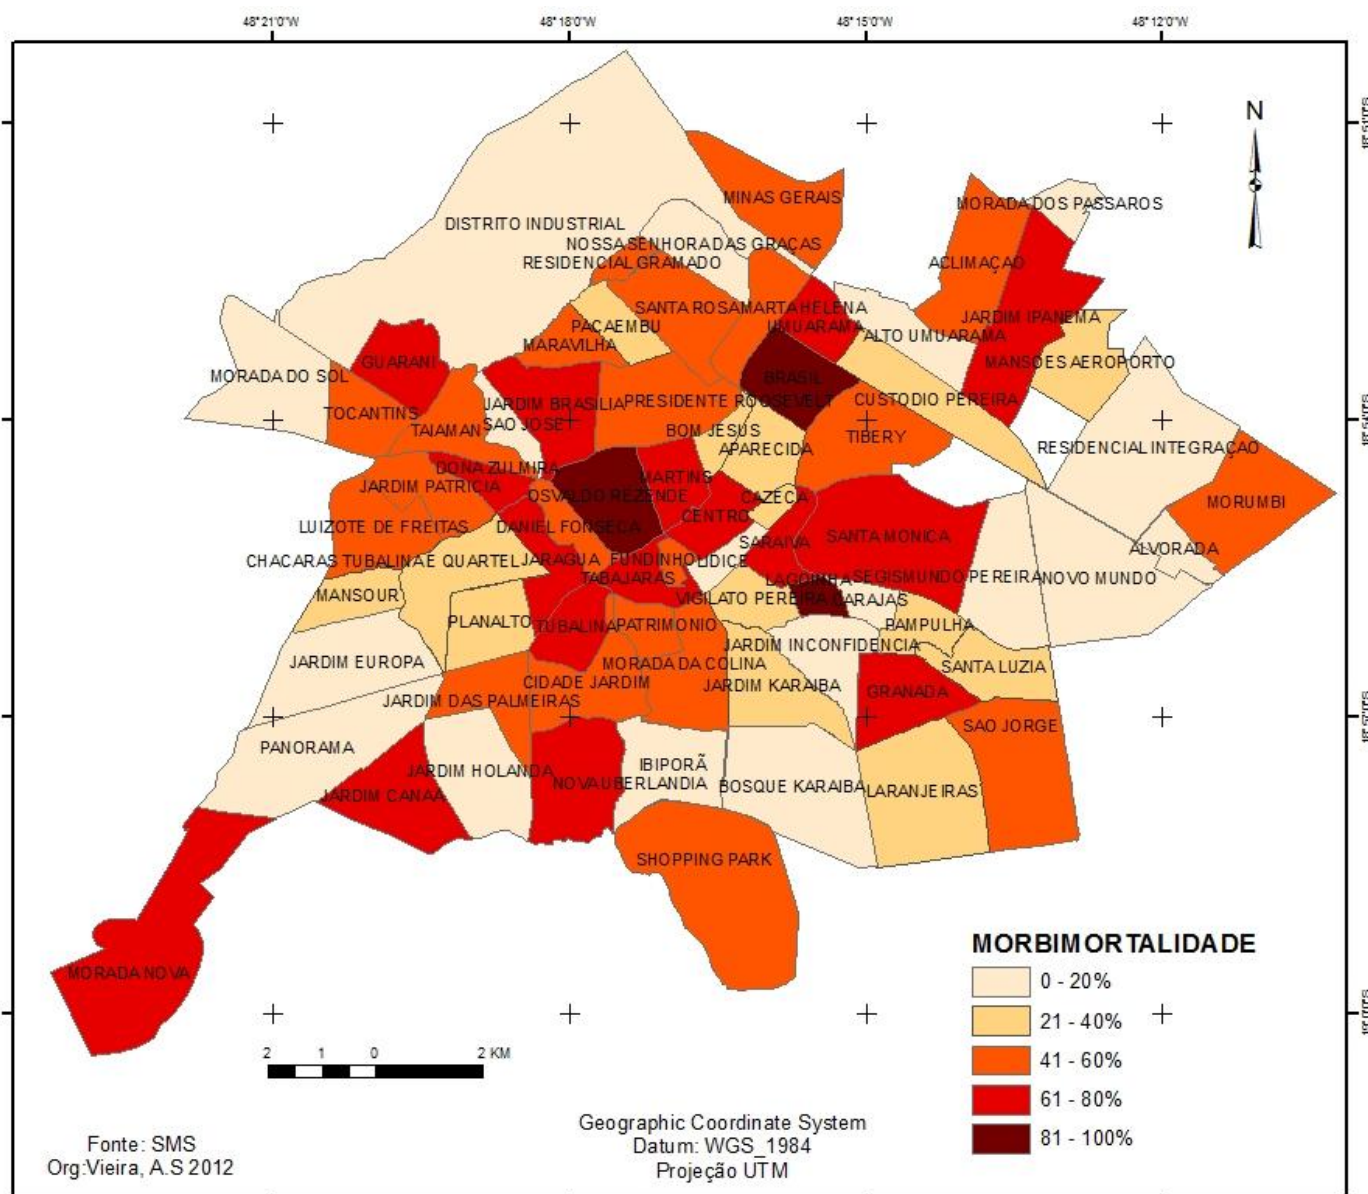 48°21'0"W
48°18'0"W
48°15'0"W
48°12'0"W
N
MINAS GERAIS
MORADA DOS PASSAROS
DISTRITO INDUSTRIAL
NOSSA SENHORA DAS GRAÇAS
RESIDENCIAL GRAMADO
ACLIMAÇAO
SANTA ROSA
MARTA HELENA
PACAEMBU
UMUARAMA
ALTO UMUARAMA
JARDIM IPANEMA
MARAVILHA
GUARANI
MANSOES AEROPORTO
MORADA DO SOL
BRASIL
JARDIM BRASILIA
PRESIDENTE ROOSEVELT
CUSTODIO PEREIRA
TOCANTINS
SAO JOSE
TAIAMAN
BOM JESUS
TIBERY
APARECIDA
RESIDENCIAL INTEGRAÇAO
DONA ZULMIRA
MARTINS
JARDIM PATRICIA
OSVALDO REZENDE
CAZECA
MORUMBI
CENTRO
LUIZOTE DE FREITAS
DANIEL FONSECA
SARAIVA
SANTA MONICA
ALVORADA
CHACARAS TUBALINA E QUARTEL
JARAGUA
FUNDINHO
LIDICE
TABAJARAS
LAGOINHA
SEGISMUNDO PEREIRA
NOVO MUNDO
MANSOUR
VIGILATO PEREIRA
CARAJAS
PLANALTO
TUBALINA
PATRIMONIO
PAMPULHA
JARDIM INCONFIDENCIA
JARDIM EUROPA
MORADA DA COLINA
SANTA LUZIA
CIDADE JARDIM
JARDIM KARAIBA
GRANADA
JARDIM DAS PALMEIRAS
SAO JORGE
PANORAMA
IBIPORÃ
JARDIM HOLANDA
NOVA UBERLANDIA
BOSQUE KARAIBA
LARANJEIRAS
JARDIM CANAA
SHOPPING PARK
MORADA NOVA
MORBIMORTALIDADE
0 - 20%
21 - 40%
41 - 60%
61 - 80%
81 - 100%
2 1 0 2 KM
Fonte: SMS
Org:Vieira, A.S 2012
Geographic Coordinate System
Datum: WGS_1984
Projeção UTM